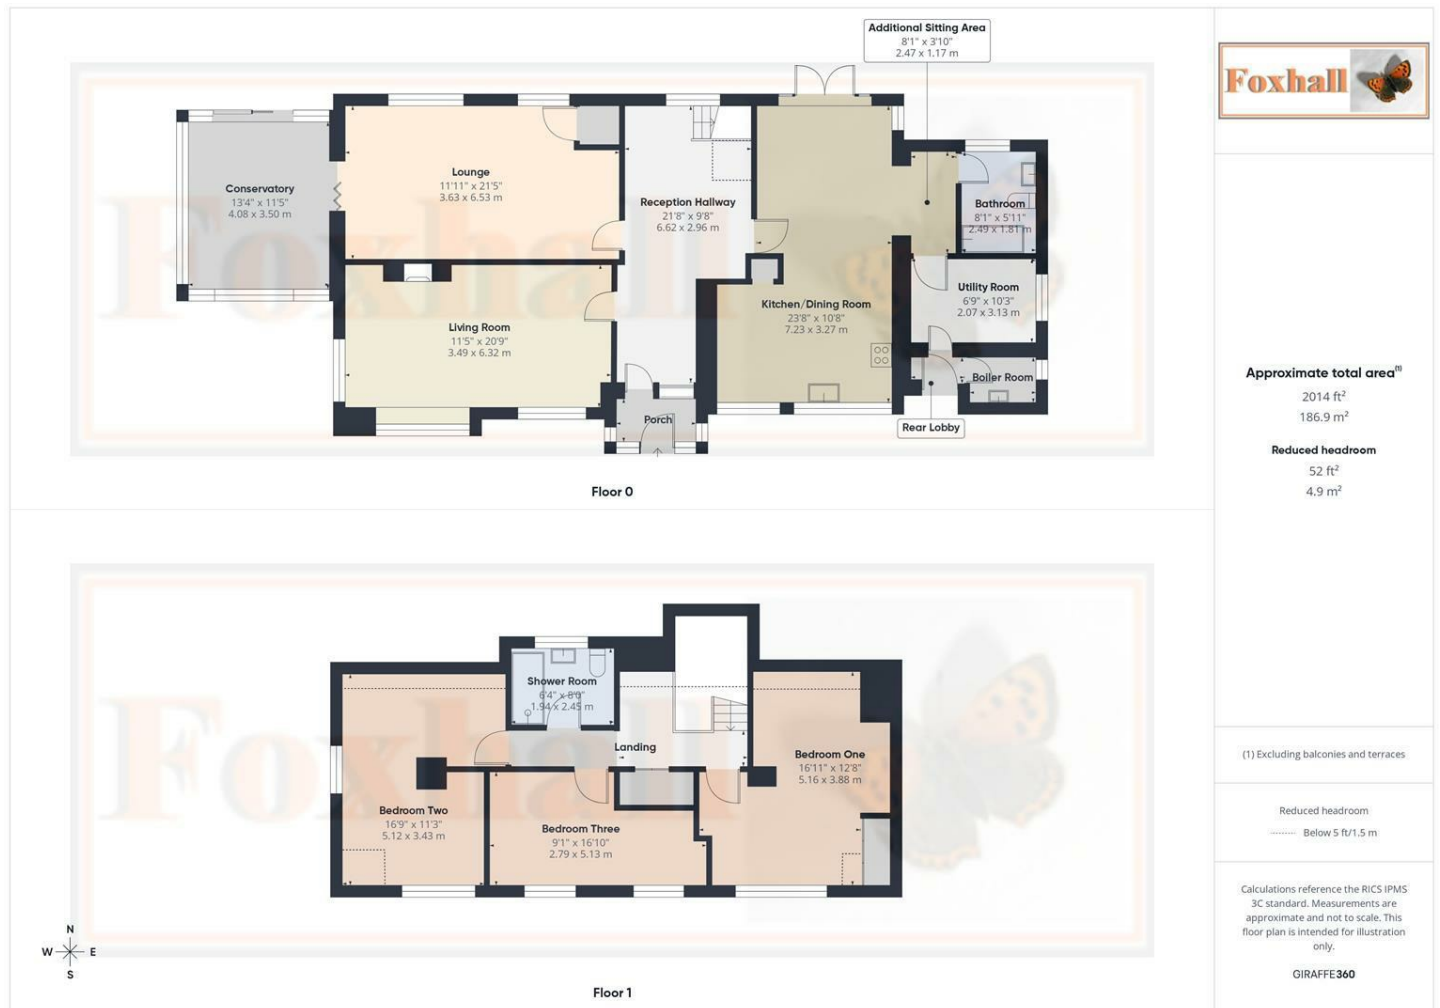 Additional Sitting Area
8'1" x 3'10"
2.47 x 1.17 m
Foxhall
Conservatory
13'4" x 11'5"
4.08 x 3.50 m
Lounge
11'11" x 21'5"
3.63 x 6.53 m
Reception Hallway
21'8" x 9'8"
6.62 x 2.96 m
Bathroom
8'1" x 5'11"
2.49 x 1.81 m
Living Room
11'5" x 20'9"
3.49 x 6.32 m
Kitchen/Dining Room
23'8" x 10'8"
7.23 x 3.27 m
Utility Room
6'9" x 10'3"
2.07 x 3.13 m
Boiler Room
Porch
Rear Lobby
Foxhall
Floor 0
Approximate total area(1)
2014 ft²
186.9 m²
Reduced headroom
52 ft²
4.9 m²
Shower Room
6'4" x 8'0"
1.94 x 2.45 m
Landing
Bedroom One
16'11" x 12'8"
5.16 x 3.88 m
Bedroom Two
16'9" x 11'3"
5.12 x 3.43 m
Bedroom Three
9'1" x 16'10"
2.79 x 5.13 m
Foxhall
N
W E
S
Floor 1
(1) Excluding balconies and terraces
Reduced headroom
Below 5 ft/1.5 m
Calculations reference the RICS IPMS
3C standard. Measurements are
approximate and not to scale. This
floor plan is intended for illustration
only.
GIRAFFE360